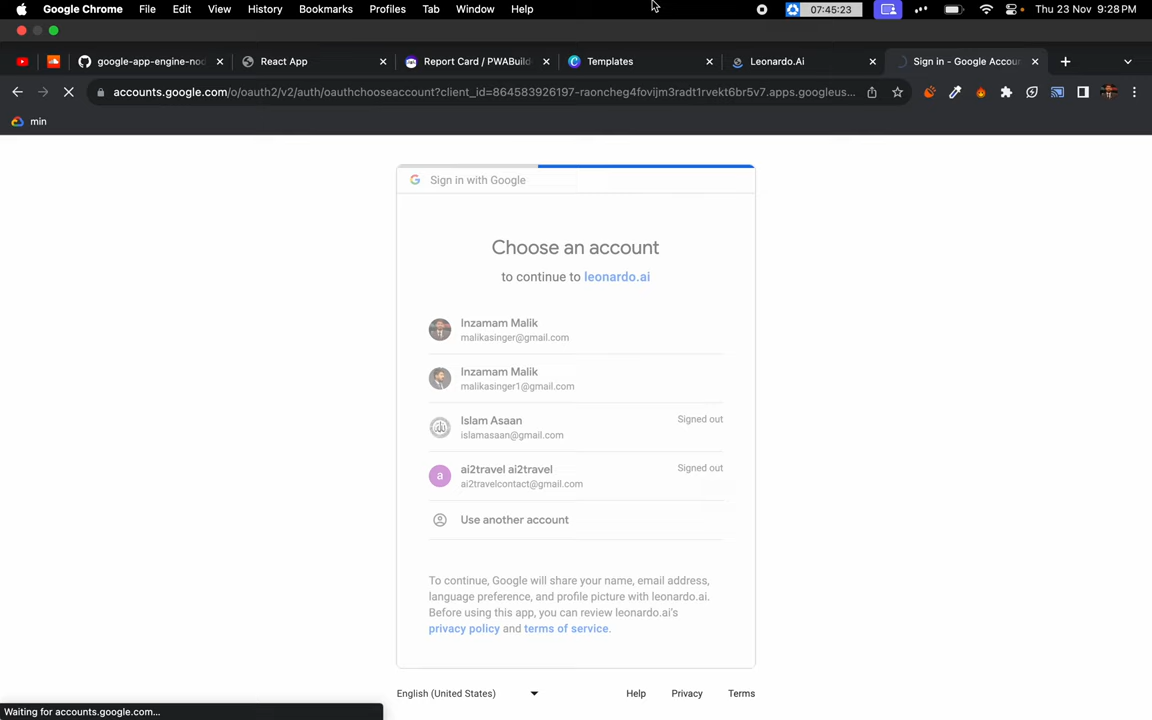 Google Chrome File Edit View History Bookmarks Profiles Tab Window Help 07:45:23 Thu 23 Nov 9:28 PM
google-app-engine-nod React App Report Card / PWABuild Templates Leonardo.Ai Sign in - Google Accoun
accounts.google.com/o/oauth2/v2/auth/oauthchooseaccount?client_id=864583926197-raoncheg4fovijm3radt1rvekt6br5v7.apps.googleus...
min
Sign in with Google
Choose an account
to continue to leonardo.ai
Inzamam Malik
malikasinger@gmail.com
Inzamam Malik
malikasinger1@gmail.com
Islam Asaan Signed out
islamasaan@gmail.com
a
ai2travel ai2travel Signed out
ai2travelcontact@gmail.com
Use another account
To continue, Google will share your name, email address,
language preference, and profile picture with leonardo.ai.
Before using this app, you can review leonardo.ai's
privacy policy and terms of service.
English (United States) Help Privacy Terms
Waiting for accounts.google.com...